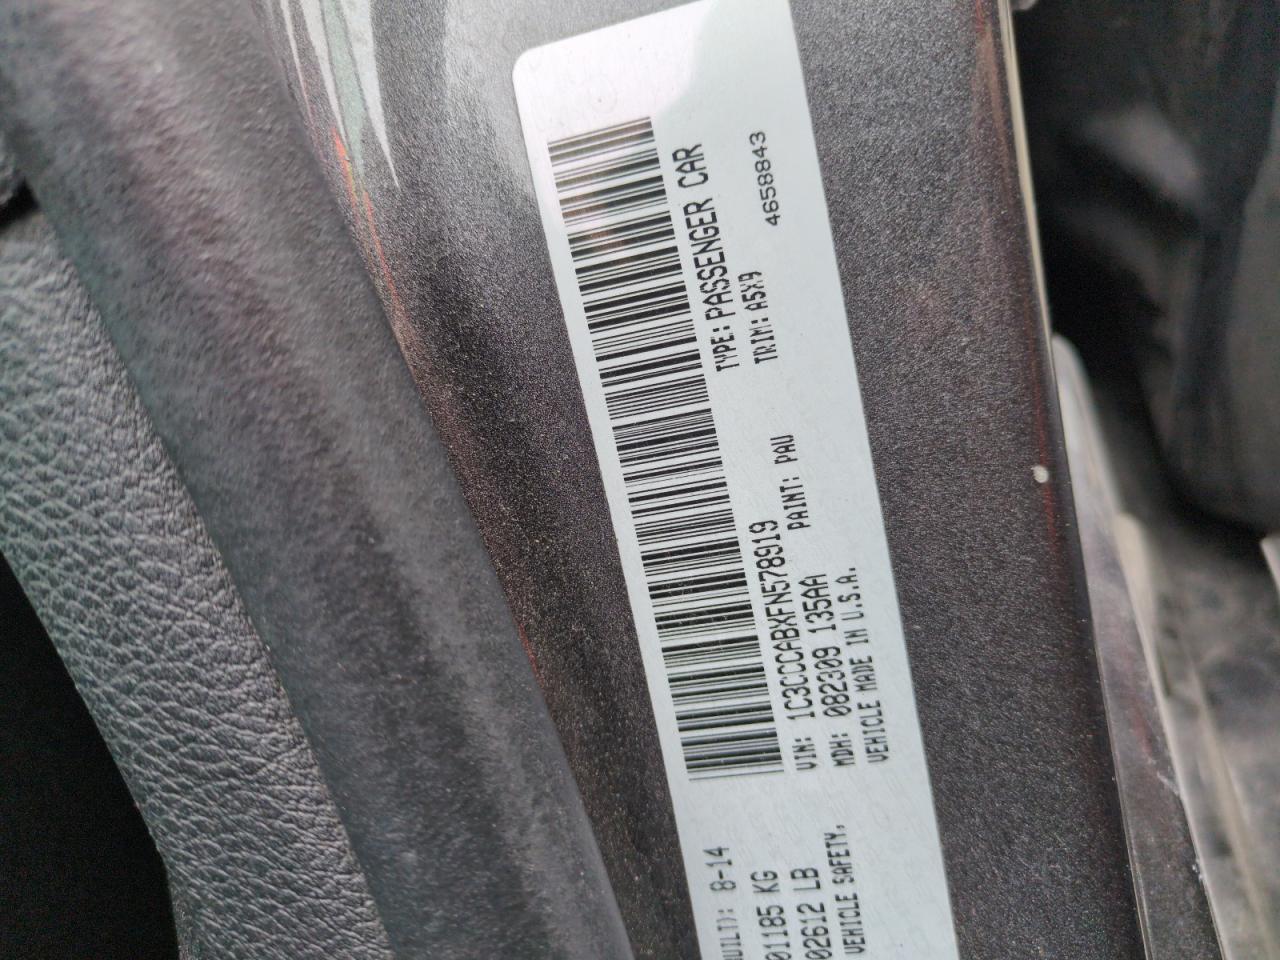 UILT): 8-14
01185 KG
02612 LB
VEHICLE SAFETY,
VIN: 1C3CCCABXFN578919
TYPE: PASSENGER CAR
MDH: 082309 135AA
PAINT: PAU
TRIM: A5X9
VEHICLE MADE IN U.S.A.
4658843